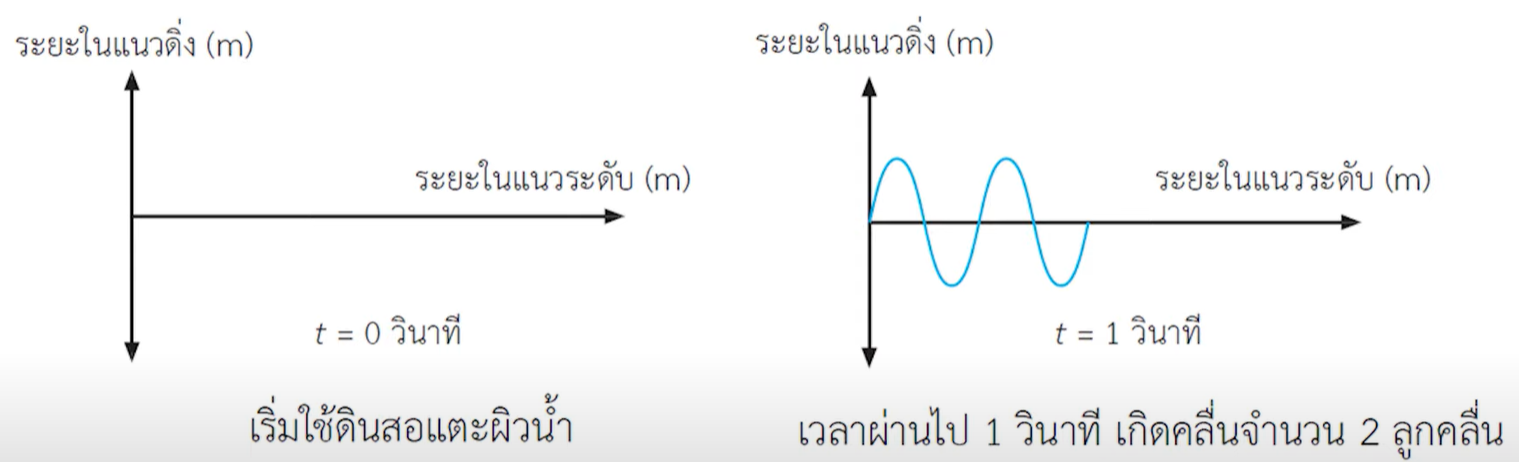 ระยะในแนวดิ่ง (m)
ระยะในแนวระดับ (m)
t = 0 วินาที
เริ่มใช้ดินสอแตะผิวน้ำ
ระยะในแนวดิ่ง (m)
ระยะในแนวระดับ (m)
t = 1 วินาที
เวลาผ่านไป 1 วินาที เกิดคลื่นจำนวน 2 ลูกคลื่น